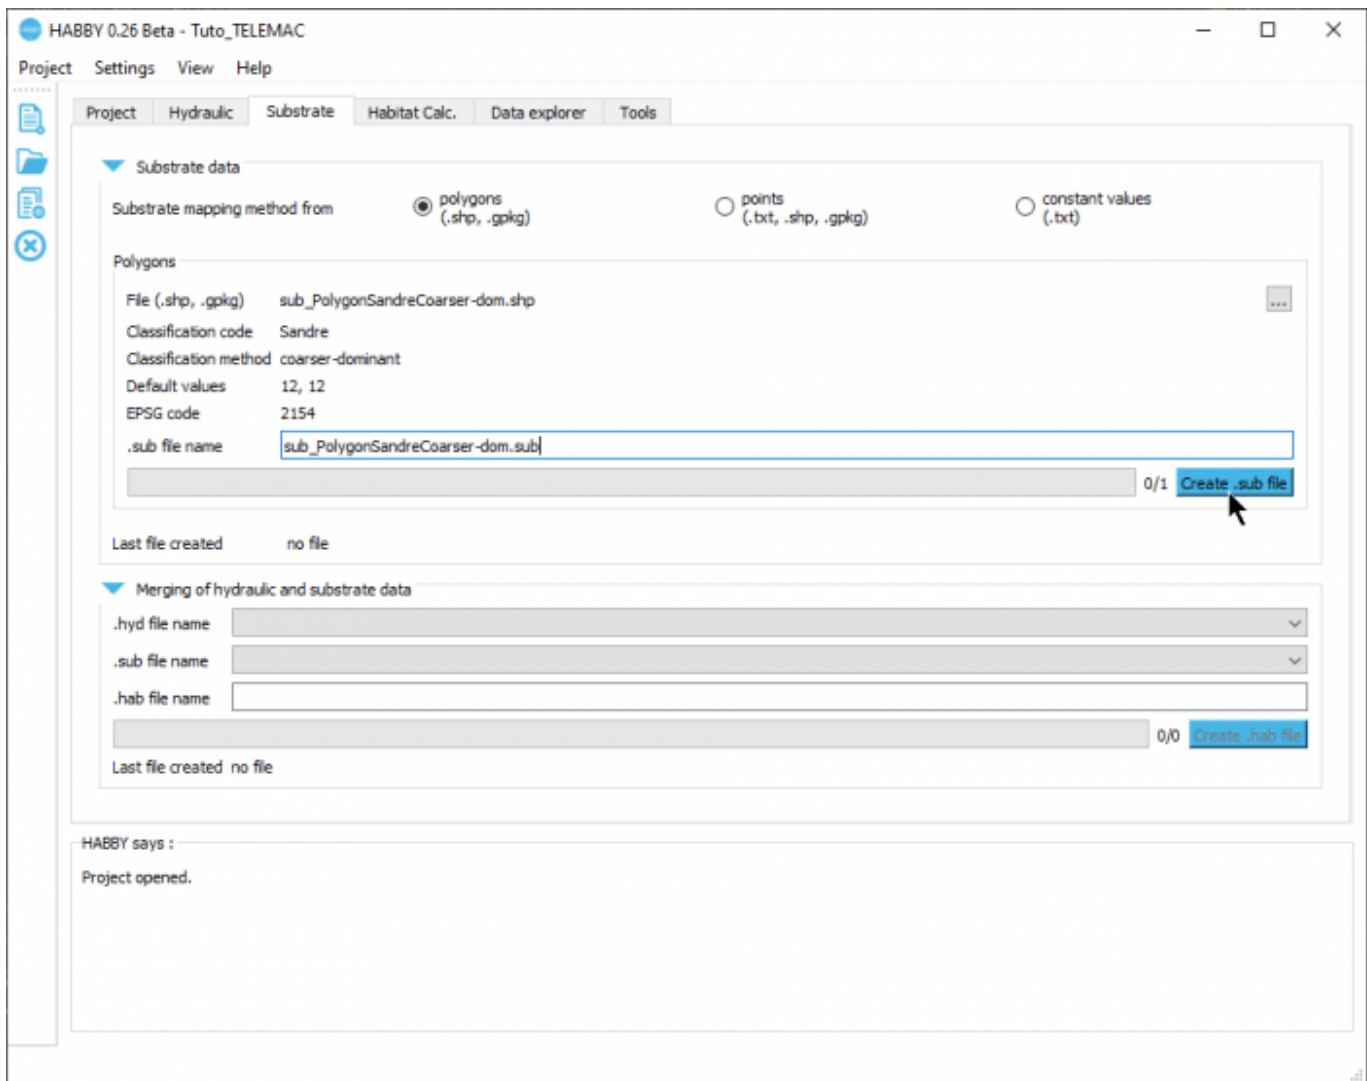 HABBY 0.26 Beta - Tuto_TELEMAC
Project Settings View Help
Project Hydraulic Substrate Habitat Calc. Data explorer Tools
Substrate data
Substrate mapping method from
polygons
(.shp, .gpkg)
points
(.txt, .shp, .gpkg)
constant values
(.txt)
Polygons
File (.shp, .gpkg) sub_PolygonSandreCoarser-dom.shp ...
Classification code Sandre
Classification method coarser-dominant
Default values 12, 12
EPSG code 2154
.sub file name sub_PolygonSandreCoarser-dom.sub
0/1 Create .sub file
Last file created no file
Merging of hydraulic and substrate data
.hyd file name
.sub file name
.hab file name
0/0 Create .hab file
Last file created no file
HABBY says :
Project opened.